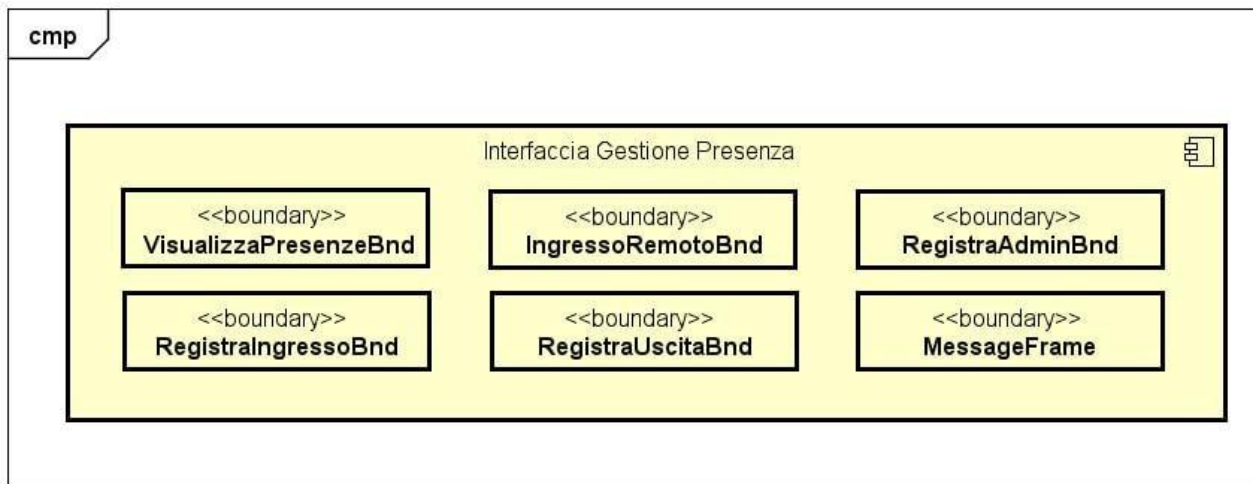 cmp
Interfaccia Gestione Presenza
<<boundary>>
VisualizzaPresenzeBnd
<<boundary>>
IngressoRemotoBnd
<<boundary>>
RegistraAdminBnd
<<boundary>>
RegistraIngressoBnd
<<boundary>>
RegistraUscitaBnd
<<boundary>>
MessageFrame